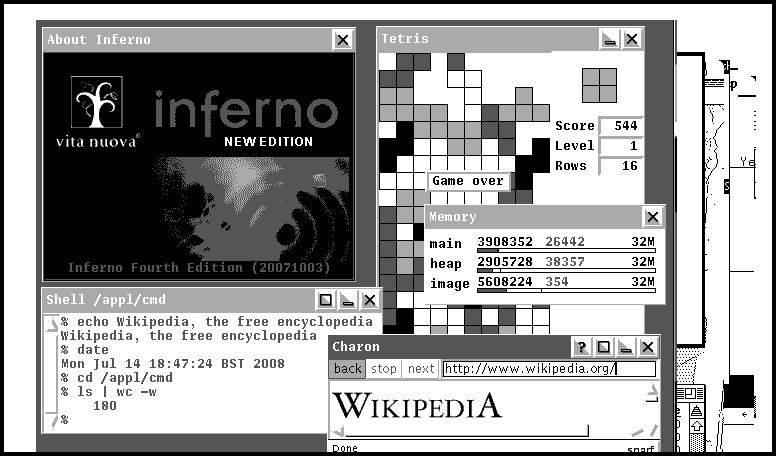 About Inferno
vita nuova
inferno
NEW EDITION
Inferno Fourth Edition (20071003)
Tetris
Score 544
Level 1
Rows 16
Game over
Memory
main 3908352 26442 32M
heap 2905728 38357 32M
image 5608224 354 32M
Shell /appl/cmd
% echo Wikipedia, the free encyclopedia
Wikipedia, the free encyclopedia
% date
Mon Jul 14 18:47:24 BST 2008
% cd /appl/cmd
% ls | wc -w
180
%
Charon
back stop next http://www.wikipedia.org/
WIKIPEDIA
Done snarf